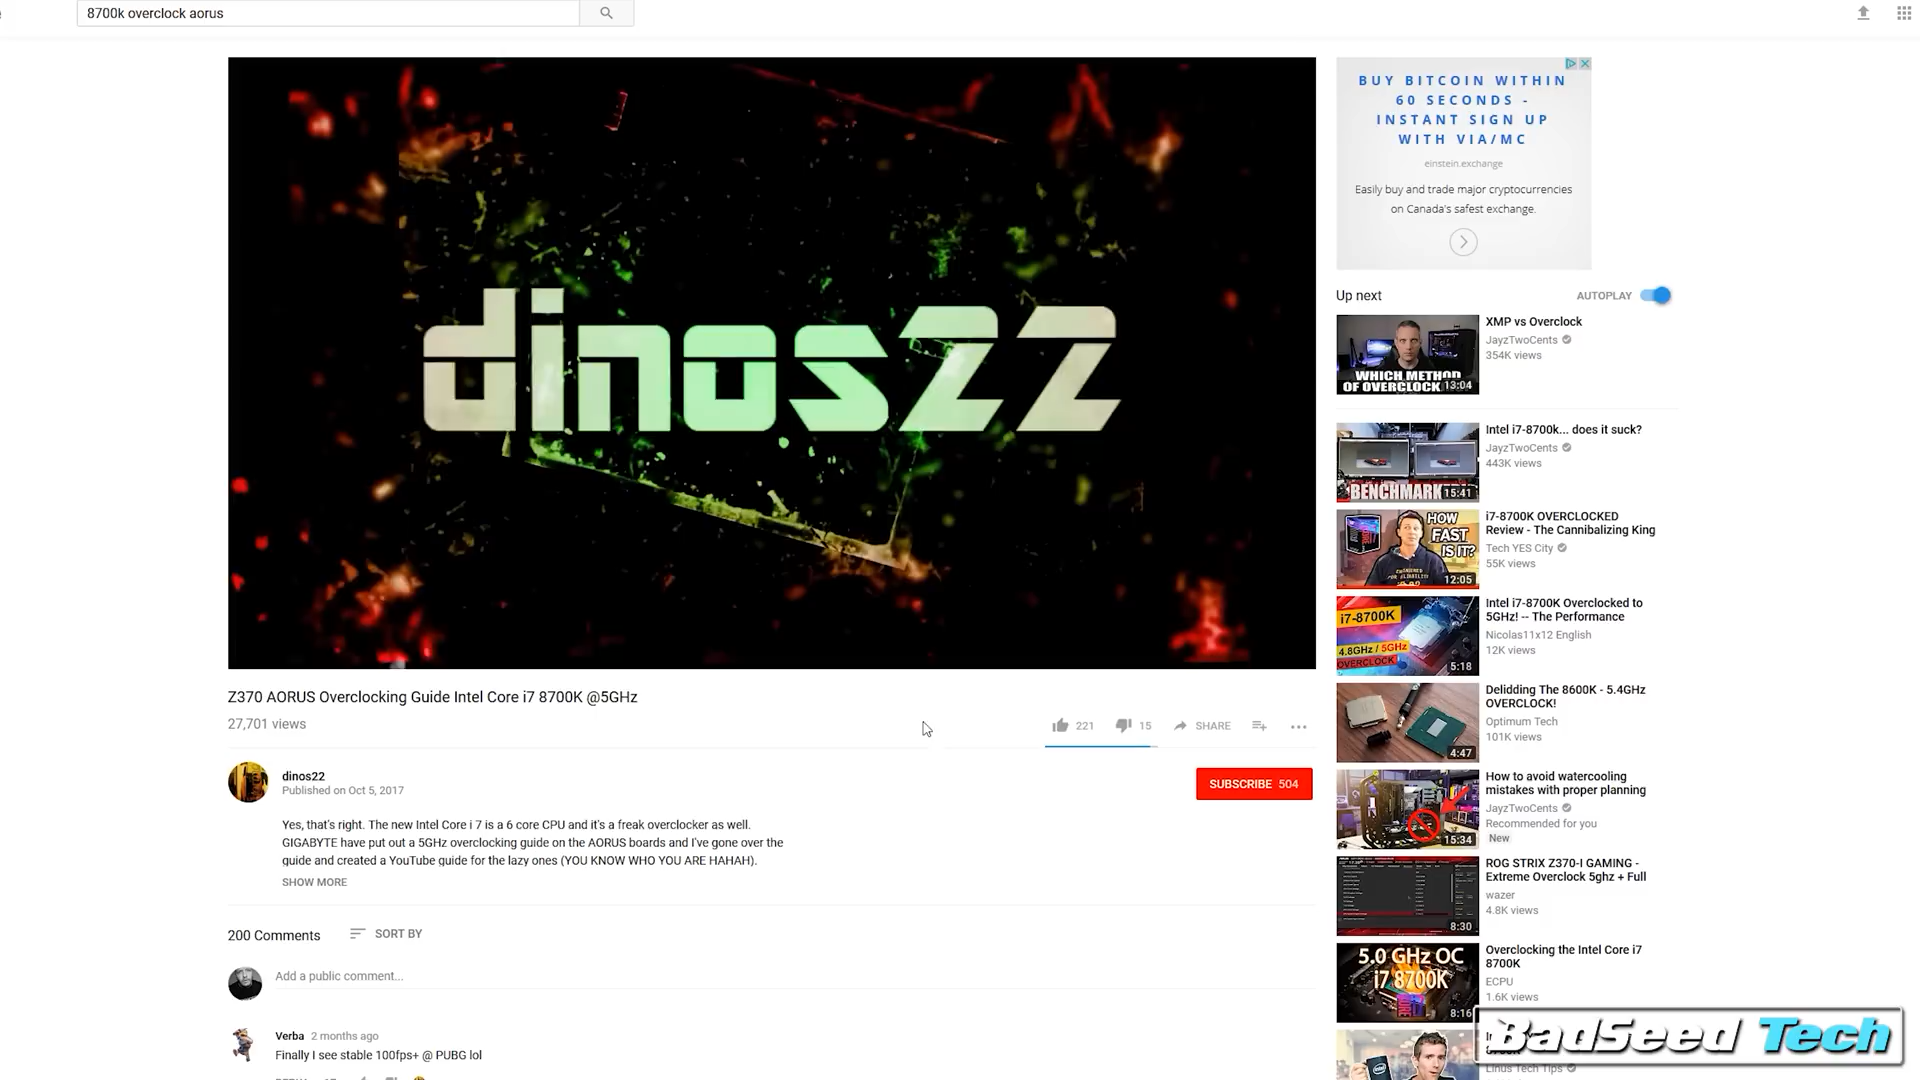 8700k overclock aorus
dinos22
Z370 AORUS Overclocking Guide Intel Core i7 8700K @5GHz
27,701 views
221
15
SHARE
dinos22
Published on Oct 5, 2017
SUBSCRIBE 504
Yes, that's right. The new Intel Core i 7 is a 6 core CPU and it's a freak overclocker as well.
GIGABYTE have put out a 5GHz overclocking guide on the AORUS boards and I've gone over the
guide and created a YouTube guide for the lazy ones (YOU KNOW WHO YOU ARE HAHAH).
SHOW MORE
200 Comments
SORT BY
Add a public comment...
Verba 2 months ago
Finally I see stable 100fps+ @ PUBG lol
BUY BITCOIN WITHIN
60 SECONDS -
INSTANT SIGN UP
WITH VIA/MC
einstein.exchange
Easily buy and trade major cryptocurrencies
on Canada's safest exchange.
Up next
AUTOPLAY
WHICH METHOD
OF OVERCLOCK
13:04
XMP vs Overclock
JayzTwoCents
354K views
BENCHMARK
15:41
Intel i7-8700k... does it suck?
JayzTwoCents
443K views
HOW
FAST
IS IT?
12:05
i7-8700K OVERCLOCKED
Review - The Cannibalizing King
Tech YES City
55K views
i7-8700K
4.8GHz / 5GHz
OVERCLOCK
5:18
Intel i7-8700K Overclocked to
5GHz! -- The Performance
Nicolas11x12 English
12K views
4:47
Delidding The 8600K - 5.4GHz
OVERCLOCK!
Optimum Tech
101K views
15:34
How to avoid watercooling
mistakes with proper planning
JayzTwoCents
Recommended for you
New
8:30
ROG STRIX Z370-I GAMING -
Extreme Overclock 5ghz + Full
wazer
4.8K views
5.0 GHz OC
i7 8700K
8:16
Overclocking the Intel Core i7
8700K
ECPU
1.6K views
Linus Tech Tips
BadSeed Tech